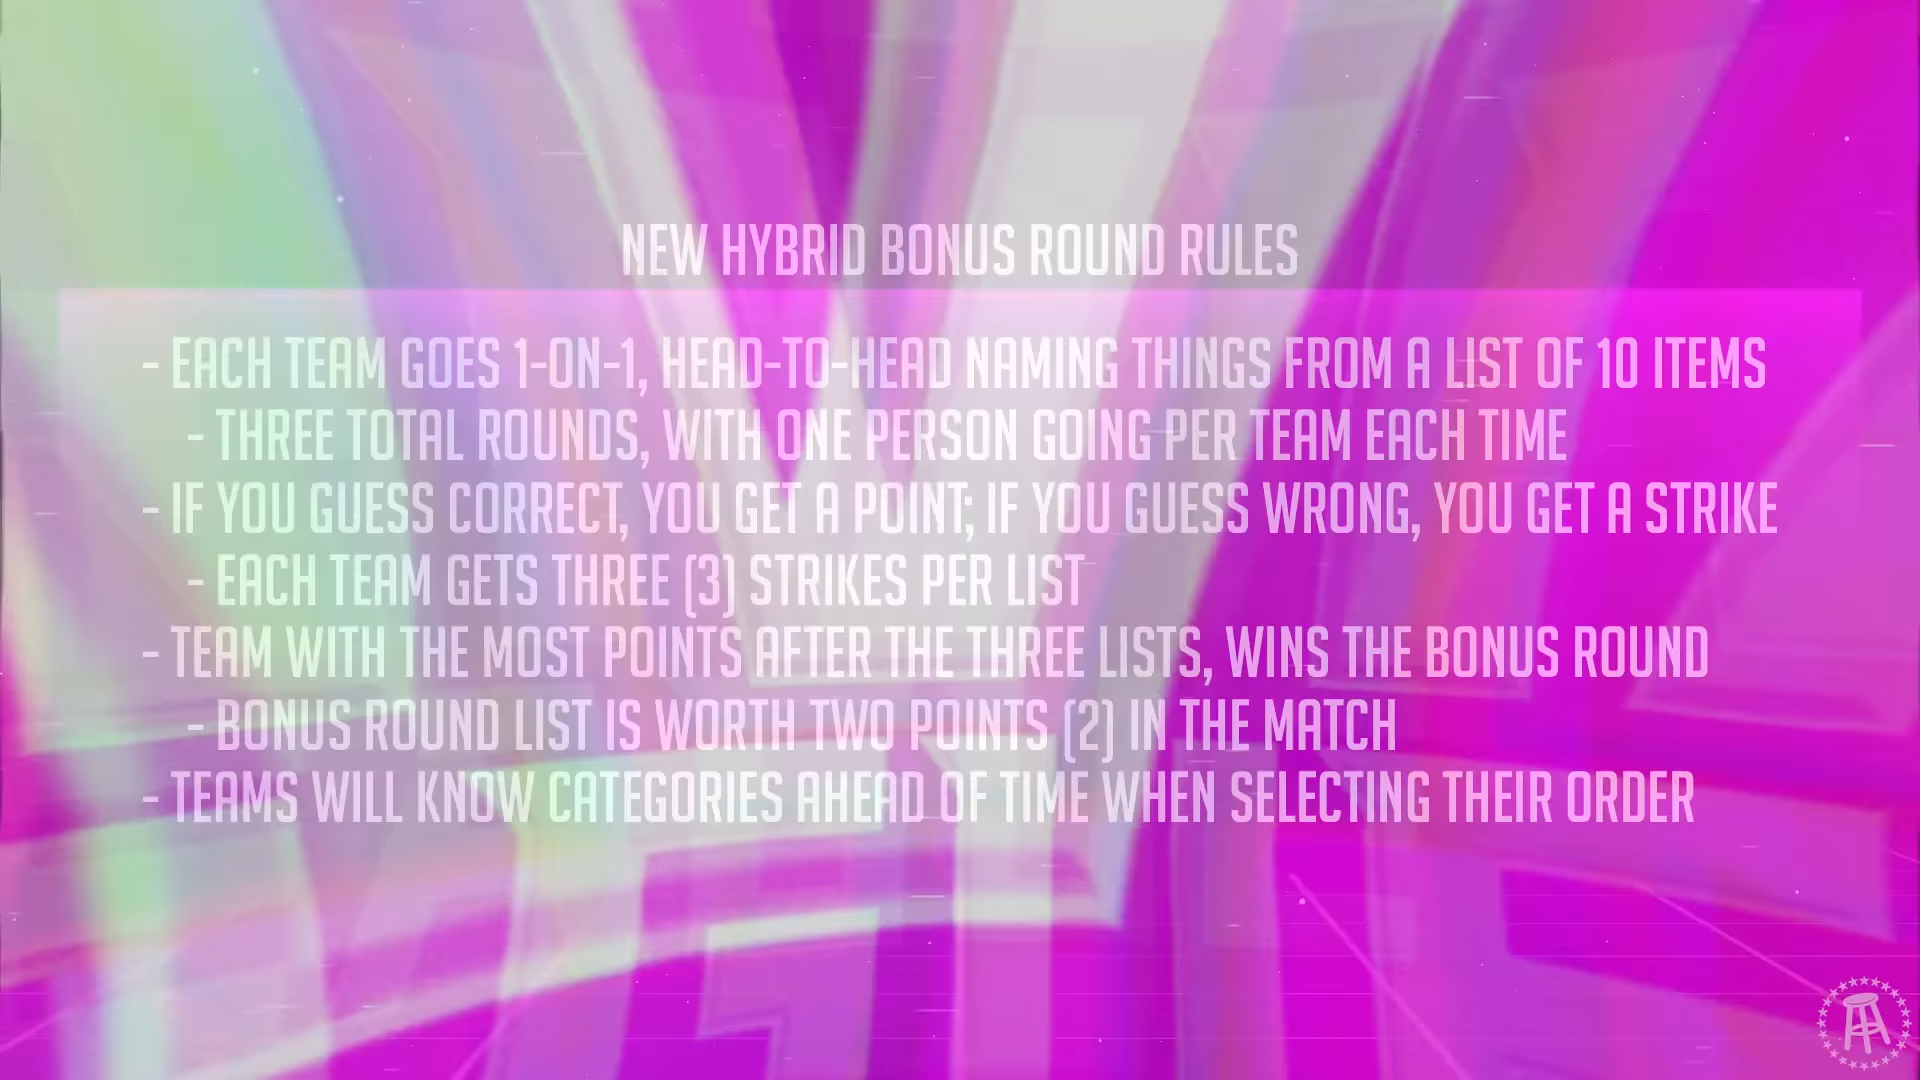 NEW HYBRID BONUS ROUND RULES
- EACH TEAM GOES 1-ON-1, HEAD-TO-HEAD NAMING THINGS FROM A LIST OF 10 ITEMS
- THREE TOTAL ROUNDS, WITH ONE PERSON GOING PER TEAM EACH TIME
- IF YOU GUESS CORRECT, YOU GET A POINT; IF YOU GUESS WRONG, YOU GET A STRIKE
- EACH TEAM GETS THREE (3) STRIKES PER LIST
- TEAM WITH THE MOST POINTS AFTER THE THREE LISTS, WINS THE BONUS ROUND
- BONUS ROUND LIST IS WORTH TWO POINTS (2) IN THE MATCH
- TEAMS WILL KNOW CATEGORIES AHEAD OF TIME WHEN SELECTING THEIR ORDER